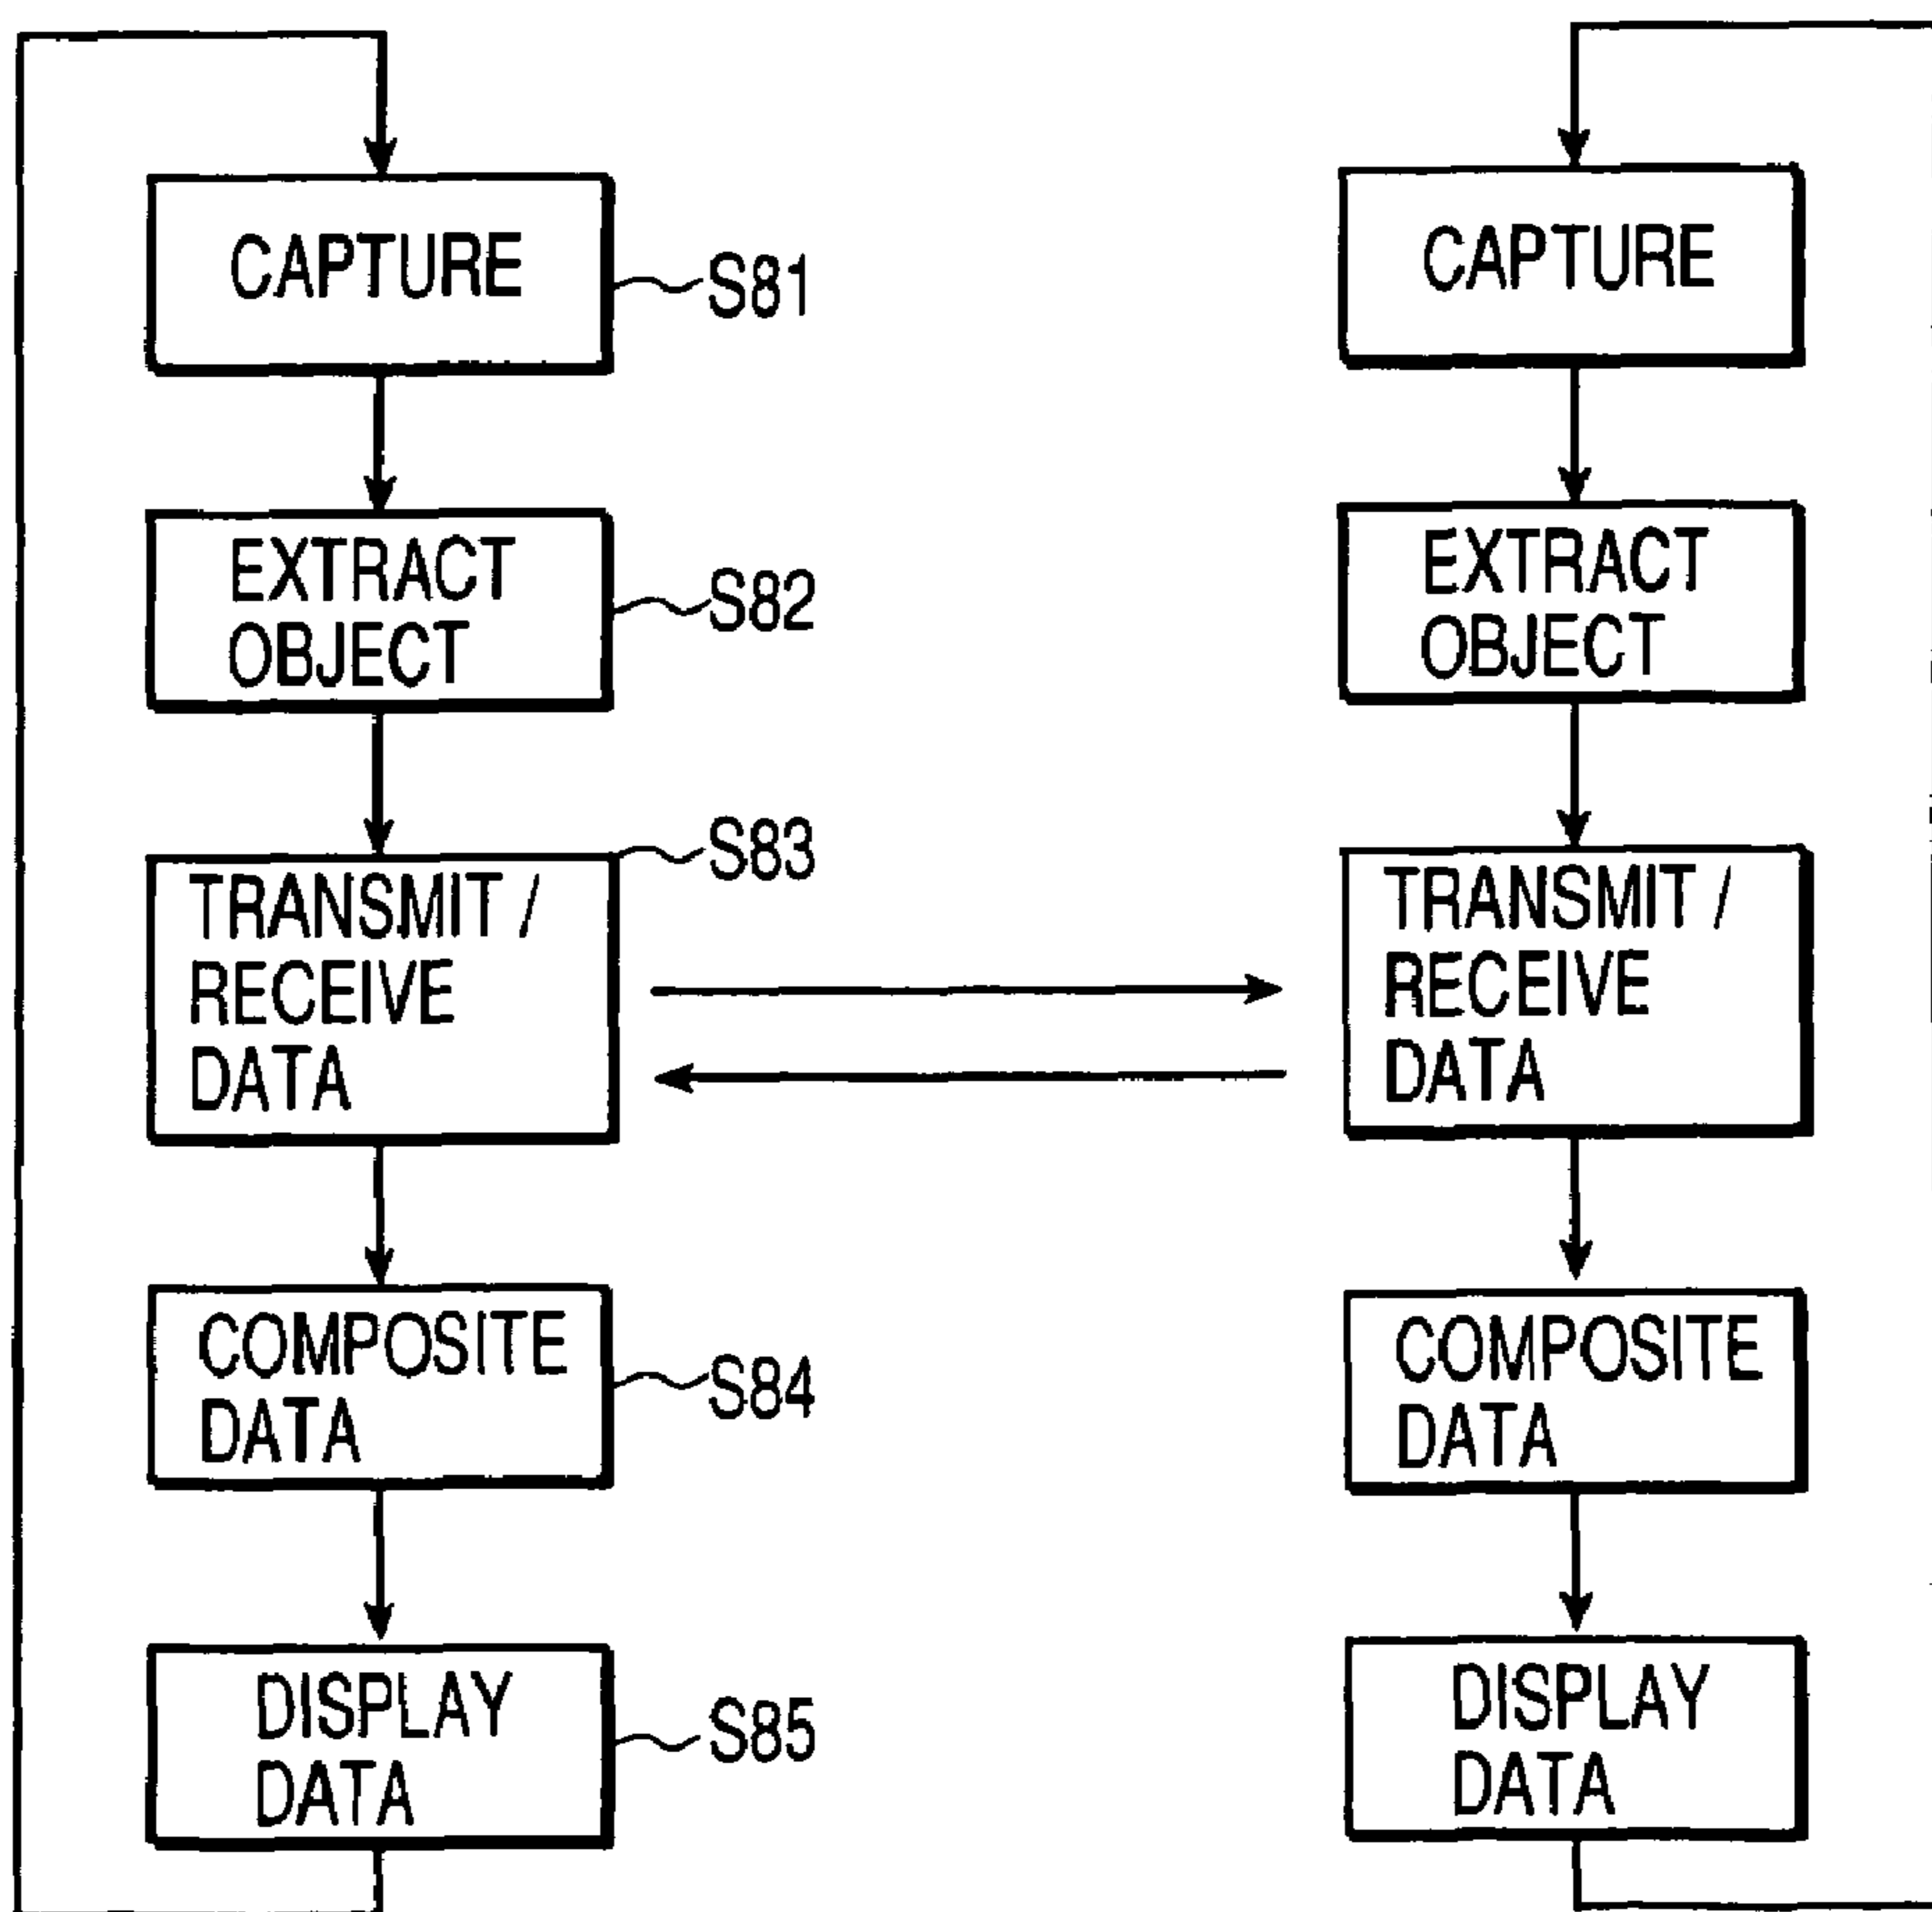 CAPTURE
S81
EXTRACT
OBJECT
S82
S83
TRANSMIT /
RECEIVE
DATA
COMPOSITE
DATA
S84
DISPLAY
DATA
S85
CAPTURE
EXTRACT
OBJECT
TRANSMIT /
RECEIVE
DATA
COMPOSITE
DATA
DISPLAY
DATA